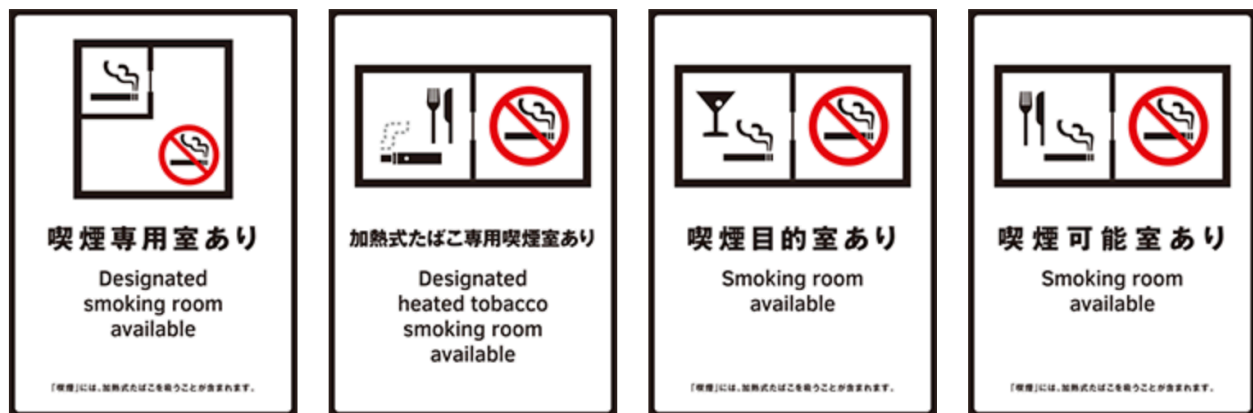 喫煙専用室あり
Designated
smoking room
available
「喫煙」には、加熱式たばこを吸うことが含まれます。
加熱式たばこ専用喫煙室あり
Designated
heated tobacco
smoking room
available
喫煙目的室あり
Smoking room
available
「喫煙」には、加熱式たばこを吸うことが含まれます。
喫煙可能室あり
Smoking room
available
「喫煙」には、加熱式たばこを吸うことが含まれます。